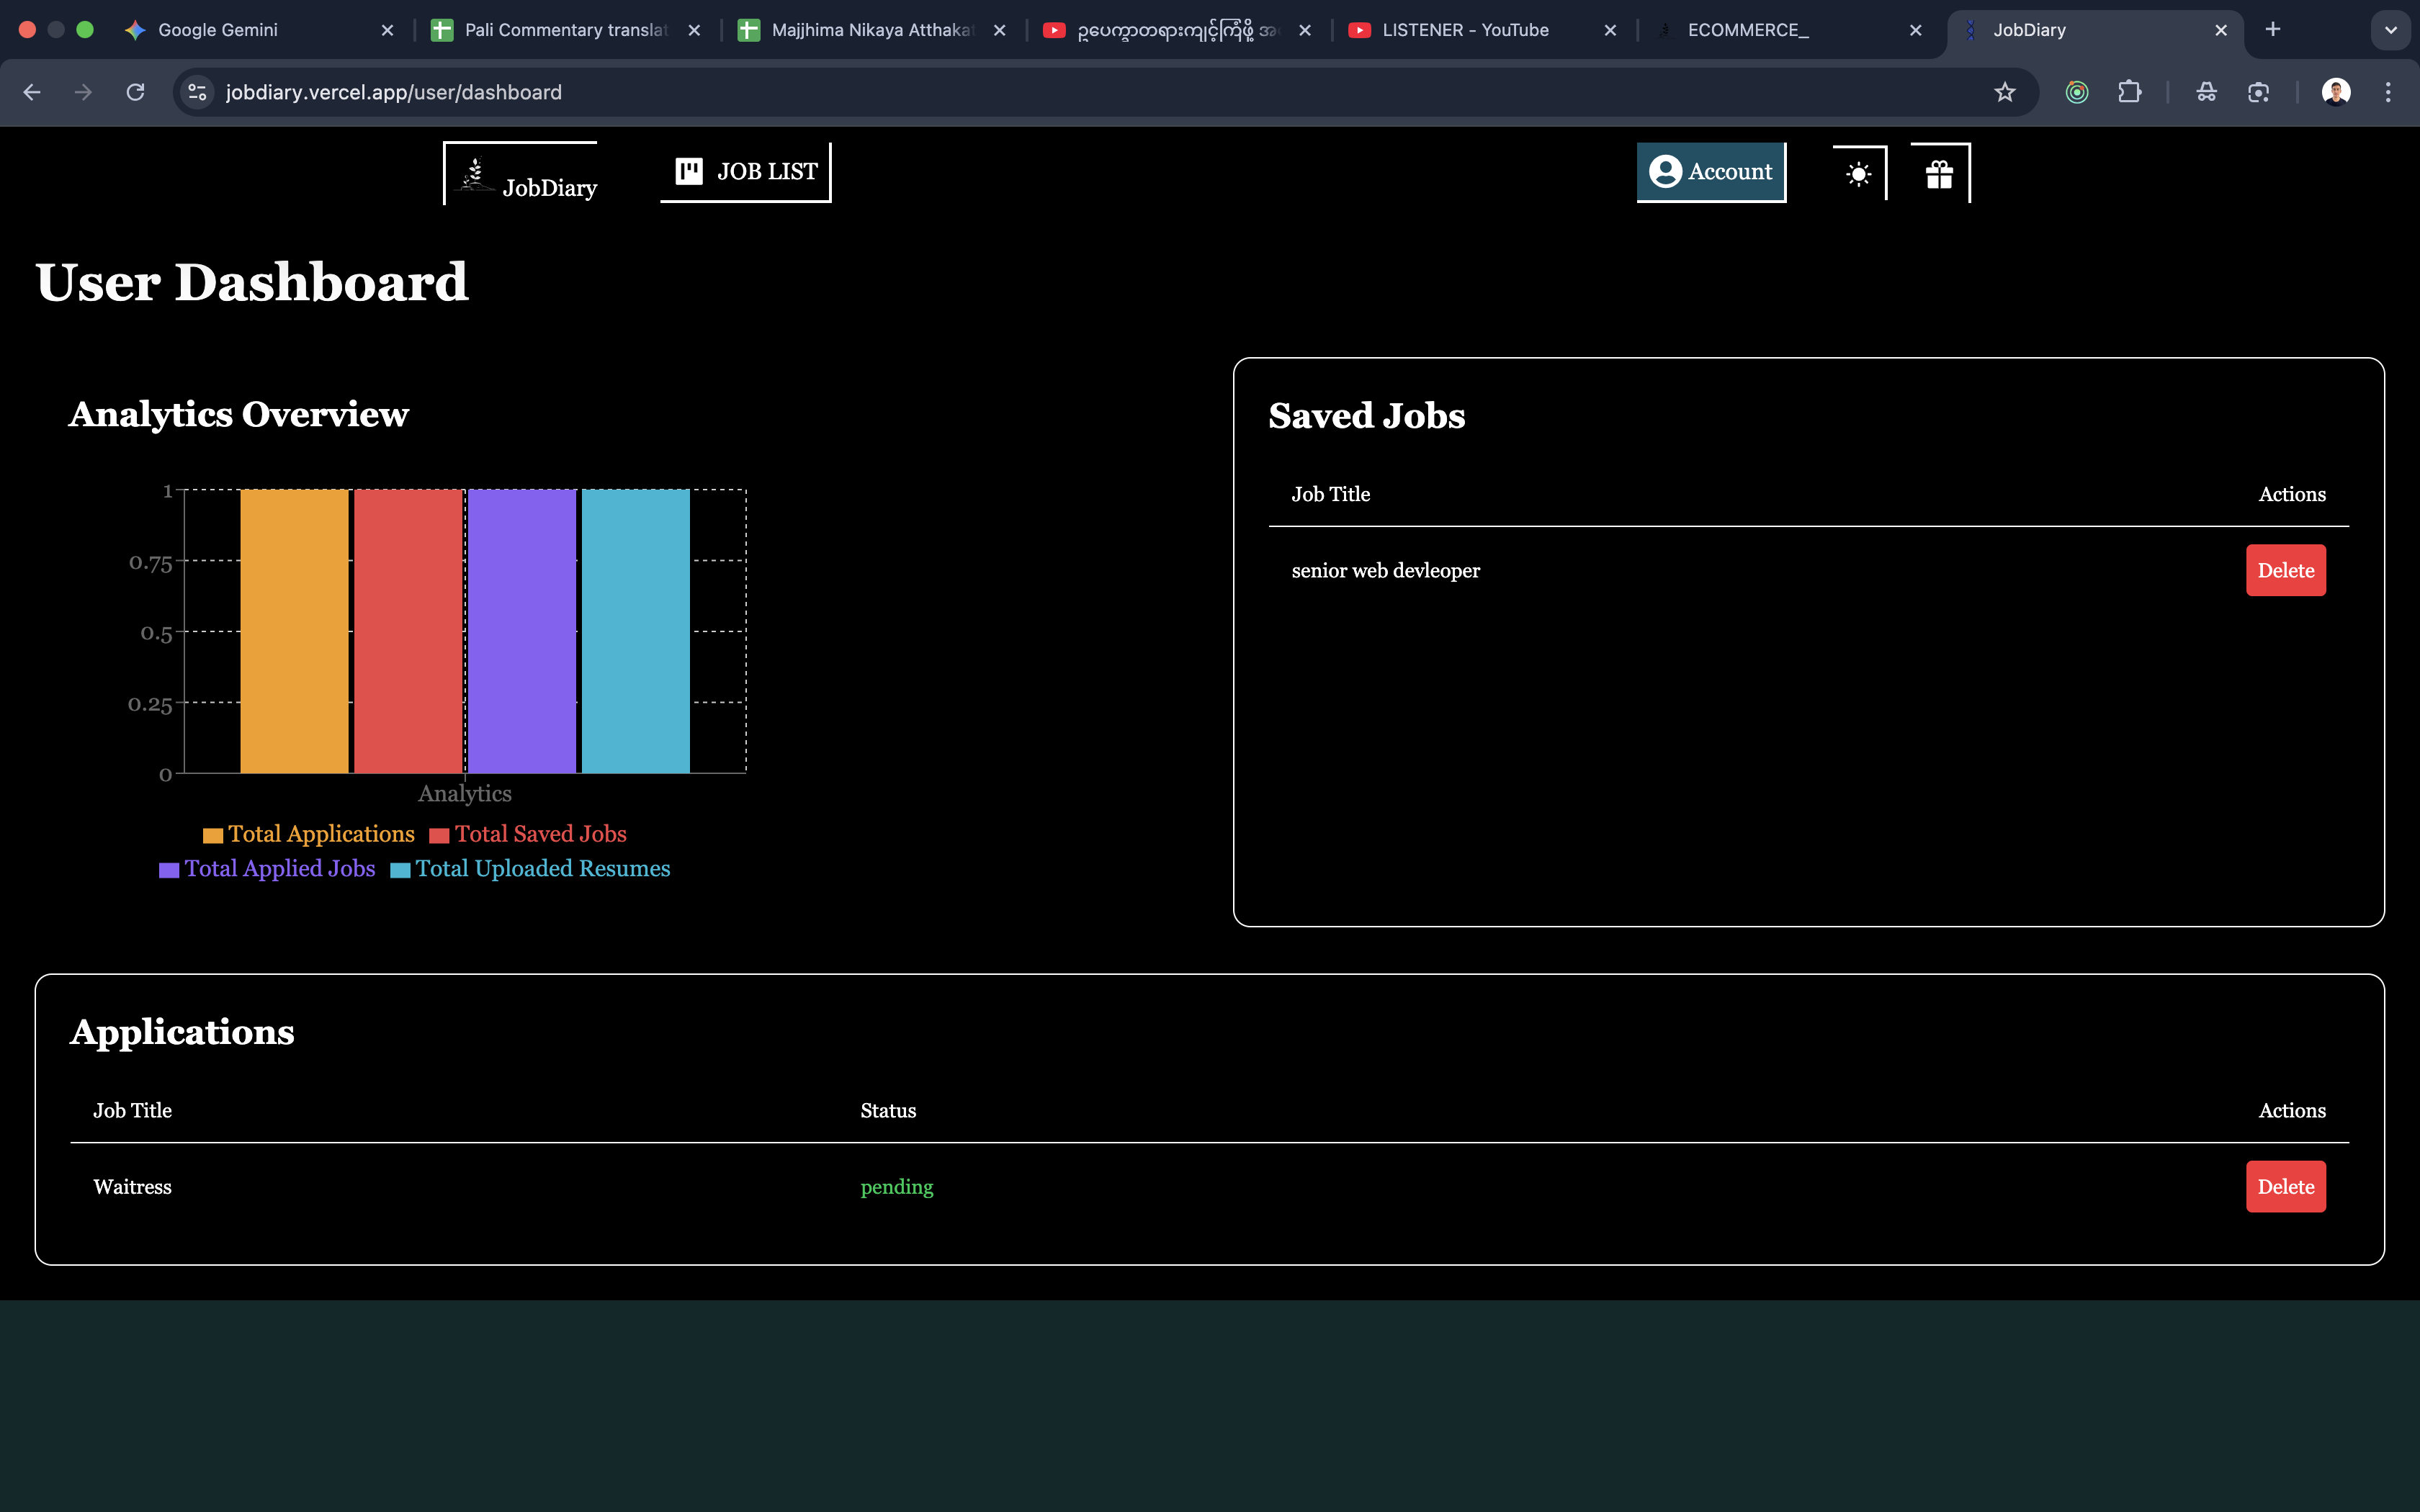 Google Gemini
Pali Commentary translat
Majjhima Nikaya Atthakat
ဥပေက္ခာတရားကျင့်ကြံဖို့
LISTENER - YouTube
ECOMMERCE_
JobDiary
jobdiary.vercel.app/user/dashboard
JobDiary
JOB LIST
Account
User Dashboard
Analytics Overview
1
0.75
0.5
0.25
0
Analytics
Total Applications Total Saved Jobs
Total Applied Jobs Total Uploaded Resumes
Saved Jobs
Job Title Actions
senior web devleoper Delete
Applications
Job Title Status Actions
Waitress pending Delete